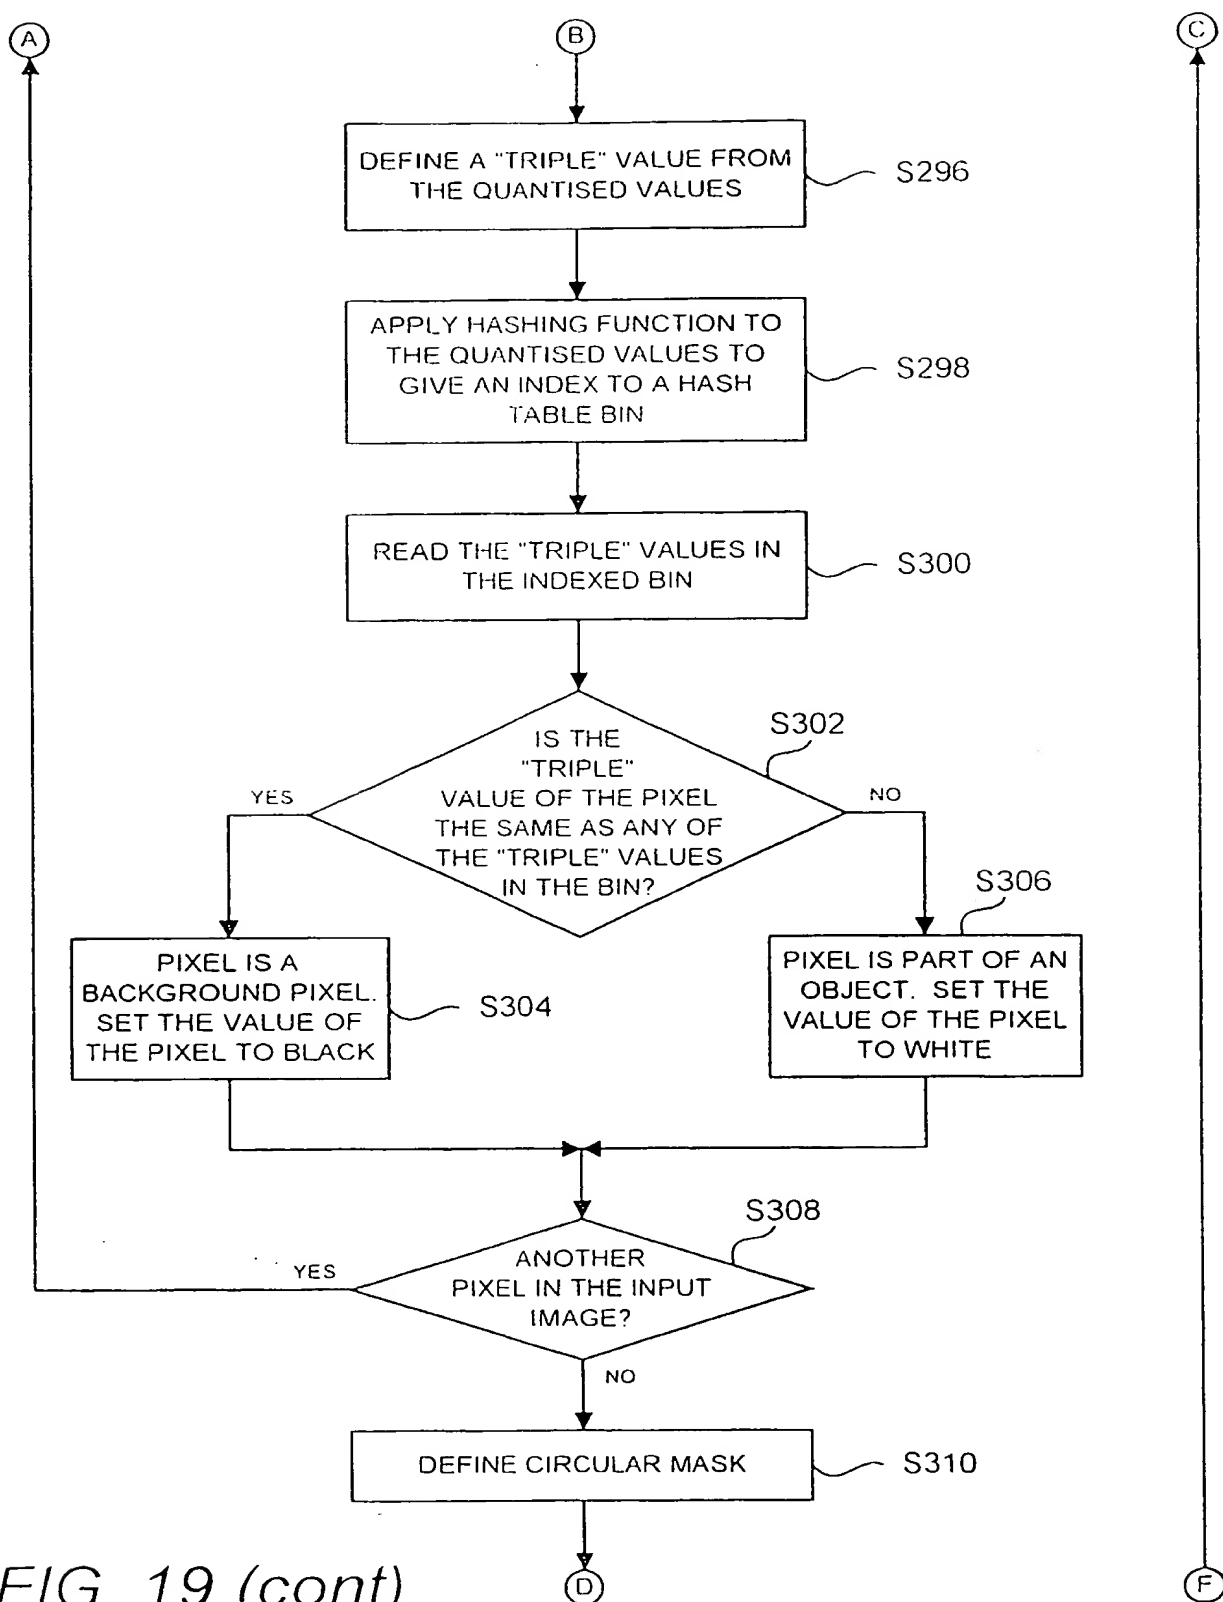 A
B
C
DEFINE A "TRIPLE" VALUE FROM
THE QUANTISED VALUES
S296
APPLY HASHING FUNCTION TO
THE QUANTISED VALUES TO
GIVE AN INDEX TO A HASH
TABLE BIN
S298
READ THE "TRIPLE" VALUES IN
THE INDEXED BIN
S300
S302
IS THE
"TRIPLE"
VALUE OF THE PIXEL
THE SAME AS ANY OF
THE "TRIPLE" VALUES
IN THE BIN?
YES
NO
S306
PIXEL IS A
BACKGROUND PIXEL.
SET THE VALUE OF
THE PIXEL TO BLACK
S304
PIXEL IS PART OF AN
OBJECT. SET THE
VALUE OF THE PIXEL
TO WHITE
S308
ANOTHER
PIXEL IN THE INPUT
IMAGE?
YES
NO
DEFINE CIRCULAR MASK
S310
FIG. 19 (cont)
D
F